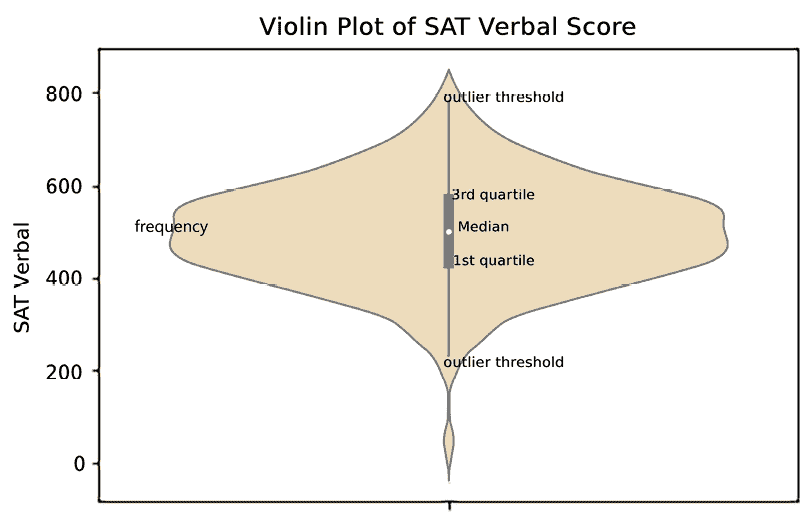 Violin Plot of SAT Verbal Score
800
outlier threshold
600
3rd quartile
frequency
Median
SAT Verbal
1st quartile
400
outlier threshold
200
0